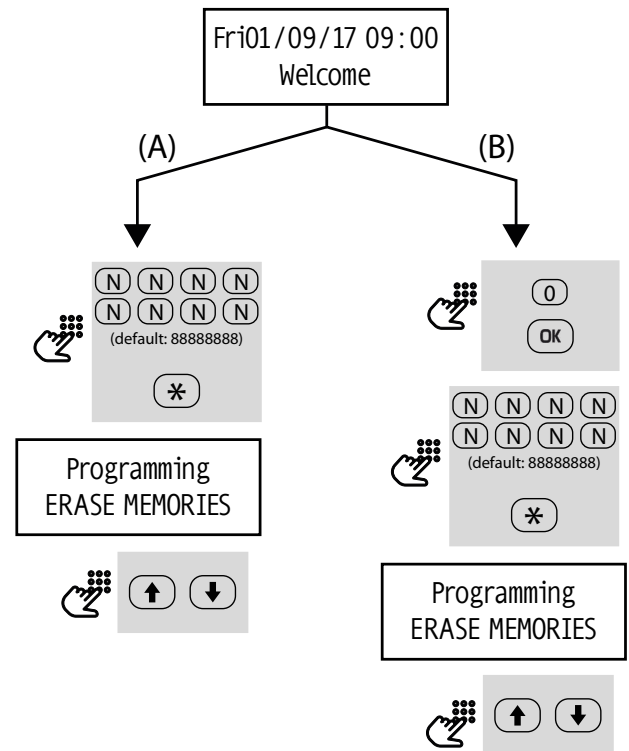 Fri01/09/17 09:00
Welcome
(A)
(B)
N N N N
N N N N
(default: 88888888)
*
Programming
ERASE MEMORIES
0
OK
N N N N
N N N N
(default: 88888888)
*
Programming
ERASE MEMORIES